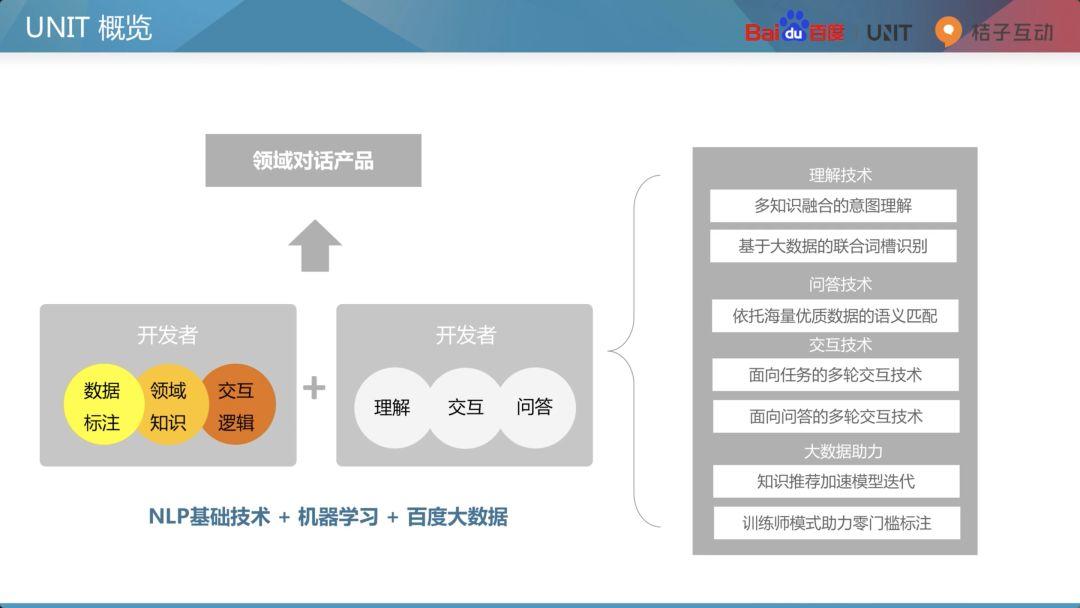 UNIT 概览
Bai du 百度 UNIT 桔子互动
领域对话产品
开发者
数据
标注
领域
知识
交互
逻辑
+
开发者
理解
交互
问答
NLP基础技术 + 机器学习 + 百度大数据
理解技术
多知识融合的意图理解
基于大数据的联合词槽识别
问答技术
依托海量优质数据的语义匹配
交互技术
面向任务的多轮交互技术
面向问答的多轮交互技术
大数据助力
知识推荐加速模型迭代
训练师模式助力零门槛标注